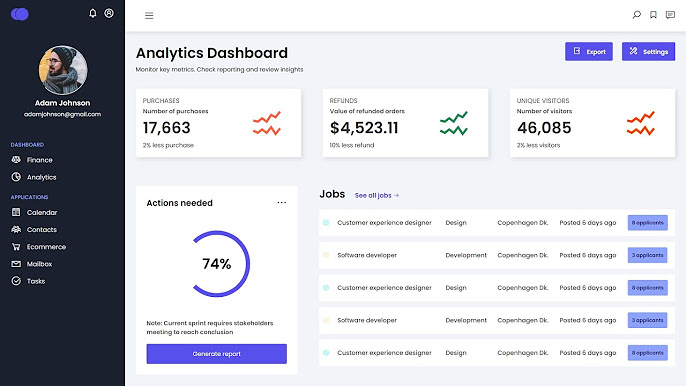 Adam Johnson
adamjohnson@gmail.com
DASHBOARD
Finance
Analytics
APPLICATIONS
Calendar
Contacts
Ecommerce
Mailbox
Tasks
Analytics Dashboard
Monitor key metrics. Check reporting and review insights
Export
Settings
PURCHASES
Number of purchases
17,663
2% less purchase
REFUNDS
Value of refunded orders
$4,523.11
10% less refund
UNIQUE VISITORS
Number of visitors
46,085
2% less visitors
Actions needed
74%
Note: Current sprint requires stakeholders
meeting to reach conclusion
Generate report
Jobs See all jobs →
Customer experience designer Design Copenhagen Dk. Posted 6 days ago 8 applicants
Software developer Development Copenhagen Dk. Posted 6 days ago 3 applicants
Customer experience designer Design Copenhagen Dk. Posted 6 days ago 8 applicants
Software developer Development Copenhagen Dk. Posted 6 days ago 3 applicants
Customer experience designer Design Copenhagen Dk. Posted 6 days ago 8 applicants